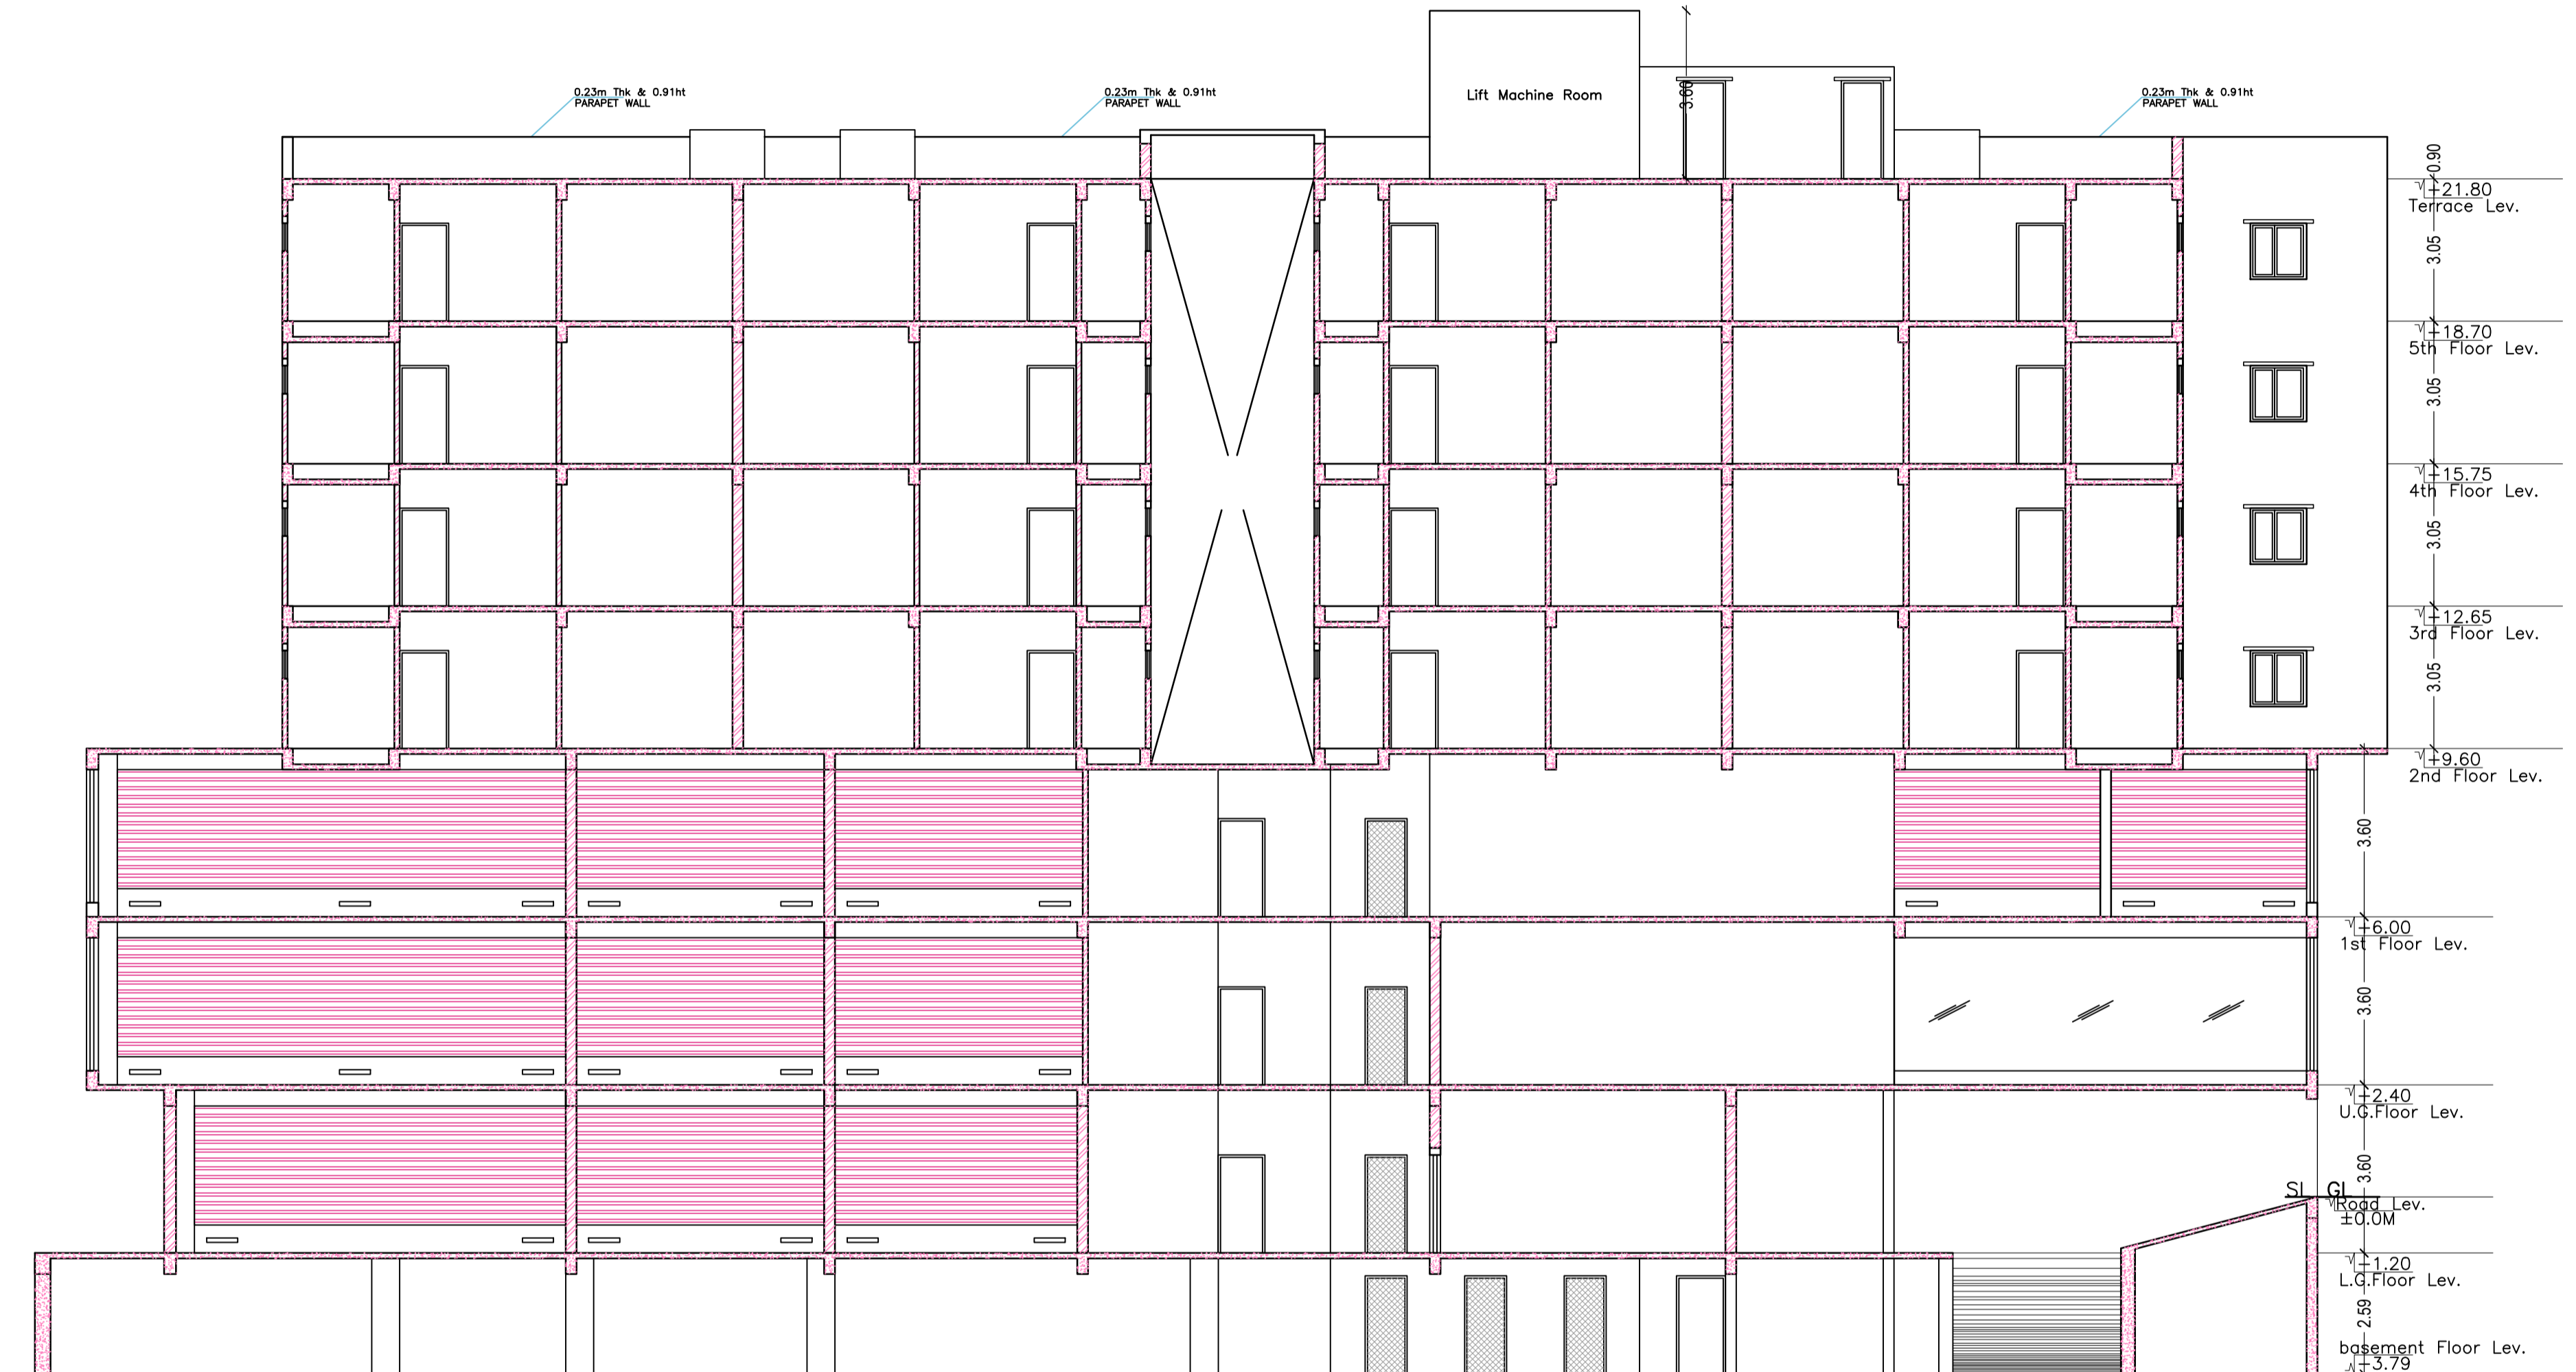 0.23m Thk & 0.91ht
PARAPET WALL
0.23m Thk & 0.91ht
PARAPET WALL
Lift Machine Room
3.60
0.23m Thk & 0.91ht
PARAPET WALL
0.90
+21.80
Terrace Lev.
3.05
+18.70
5th Floor Lev.
3.05
+15.75
4th Floor Lev.
3.05
+12.65
3rd Floor Lev.
3.05
+9.60
2nd Floor Lev.
3.60
+6.00
1st Floor Lev.
3.60
+2.40
U.G.Floor Lev.
3.60
GL
Road Lev.
±0.0M
-1.20
L.G.Floor Lev.
2.59
basement Floor Lev.
-3.79